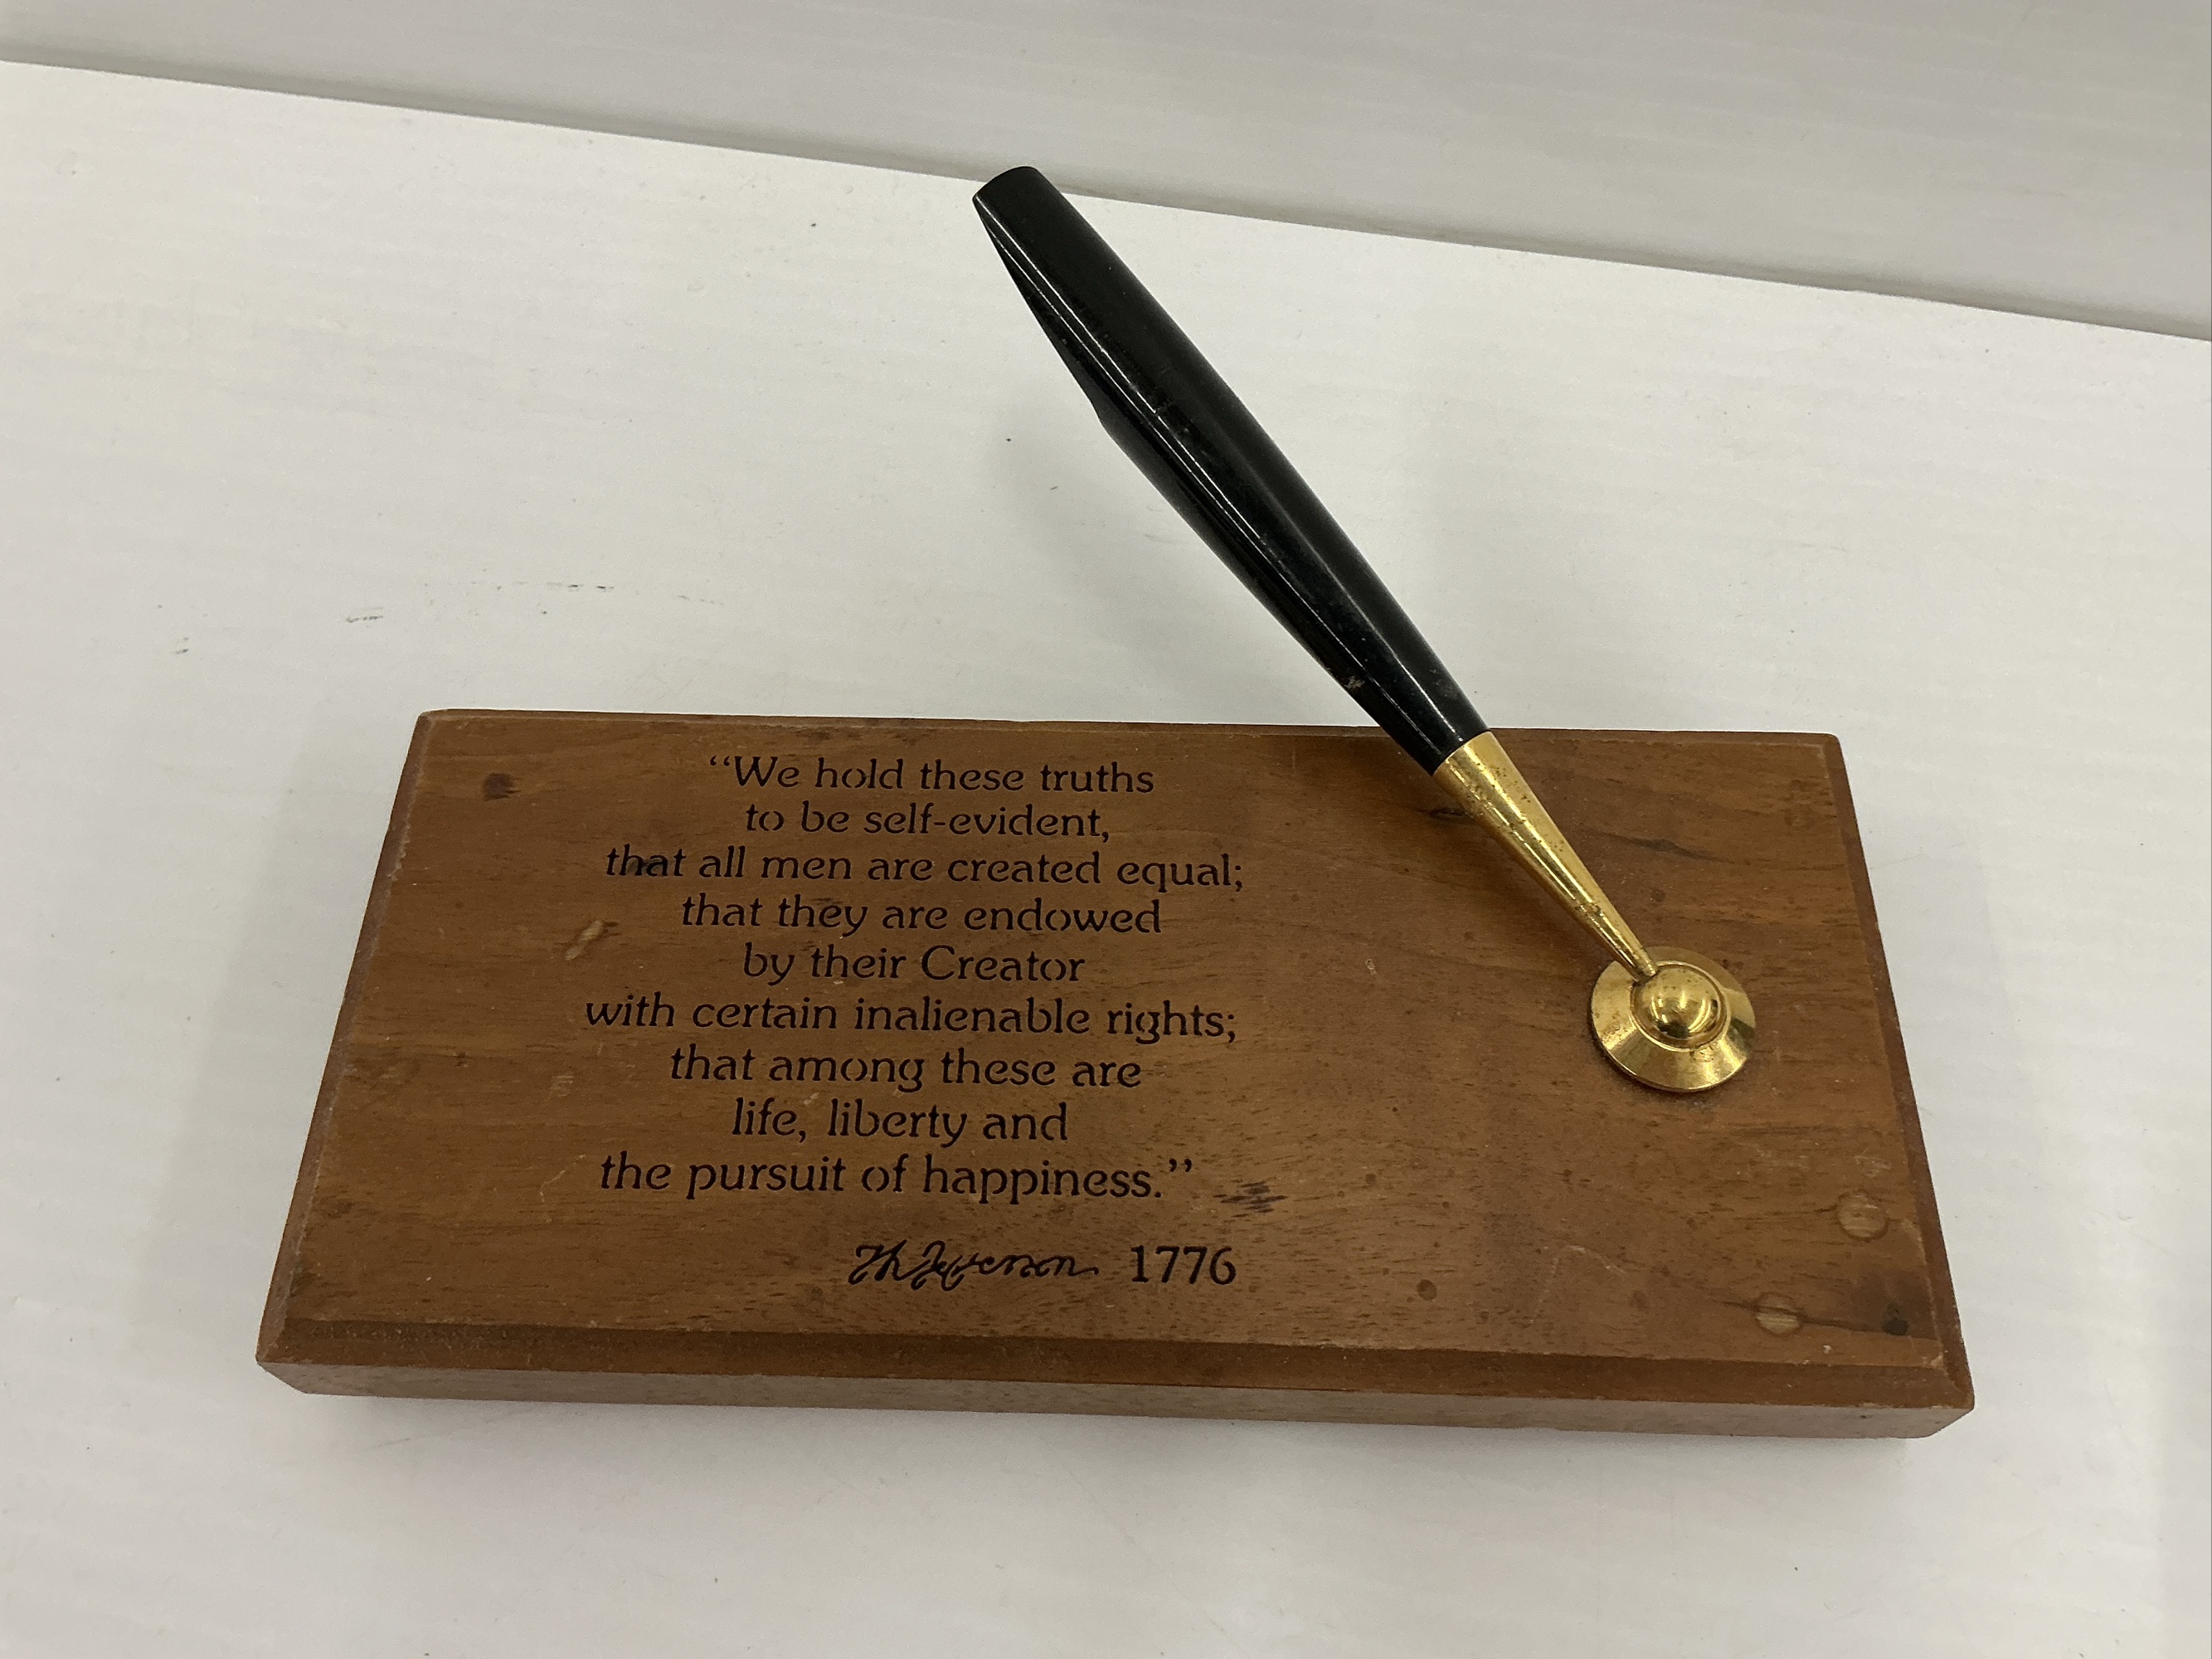 “We hold these truths
to be self-evident,
that all men are created equal;
that they are endowed
by their Creator
with certain inalienable rights;
that among these are
life, liberty and
the pursuit of happiness.”
Th Jefferson 1776